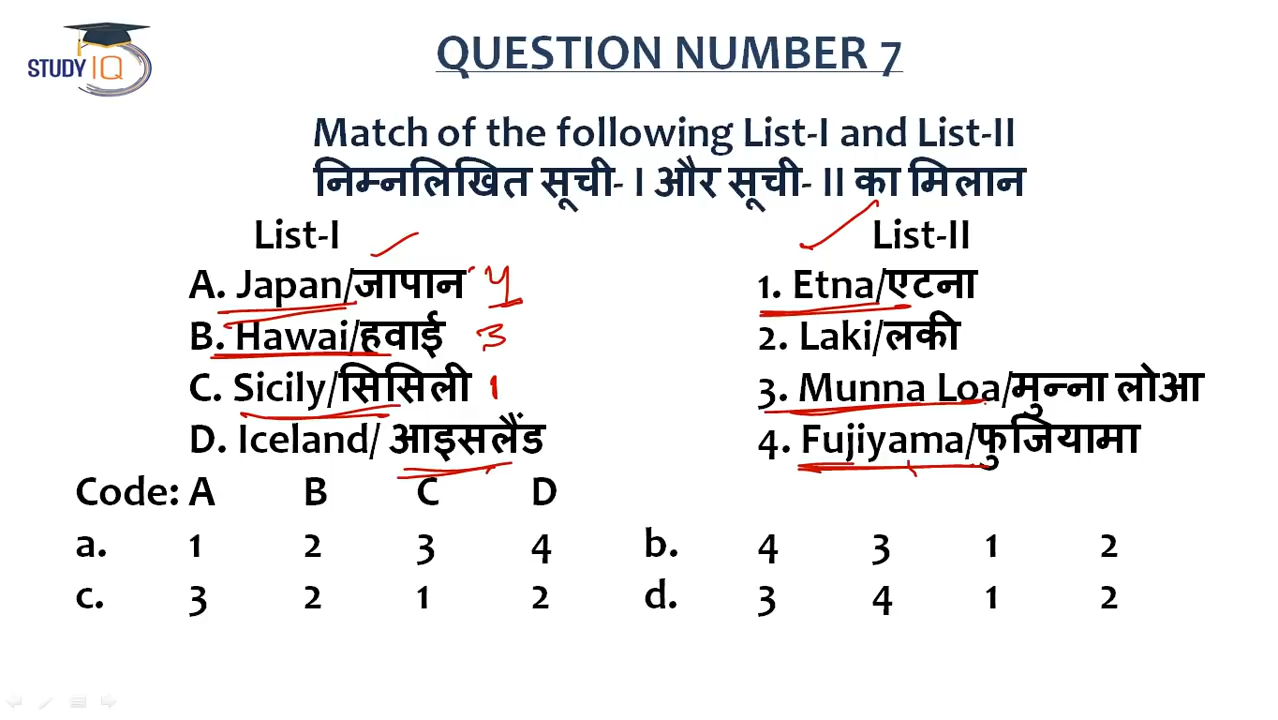 STUDY IQ
QUESTION NUMBER 7
Match of the following List-I and List-II
निम्नलिखित सूची- I और सूची- II का मिलान
List-I List-II
A. Japan/जापान 4 1. Etna/एटना
B. Hawai/हवाई 3 2. Laki/लकी
C. Sicily/सिसिली 1 3. Munna Loa/मुन्ना लोआ
D. Iceland/ आइसलैंड 4. Fujiyama/फुजियामा
Code: A B C D
a. 1 2 3 4 b. 4 3 1 2
c. 3 2 1 2 d. 3 4 1 2